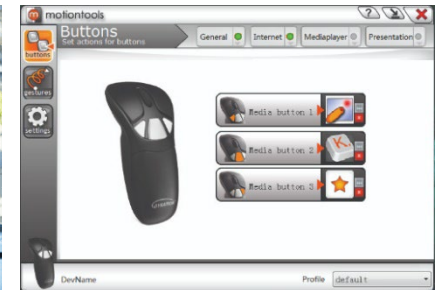 motiontools
Buttons
Set actions for buttons
General
Internet
Mediaplayer
Presentation
buttons
gestures
settings
Media button 1
Media button 2
Media button 3
K
DevName
Profile
default